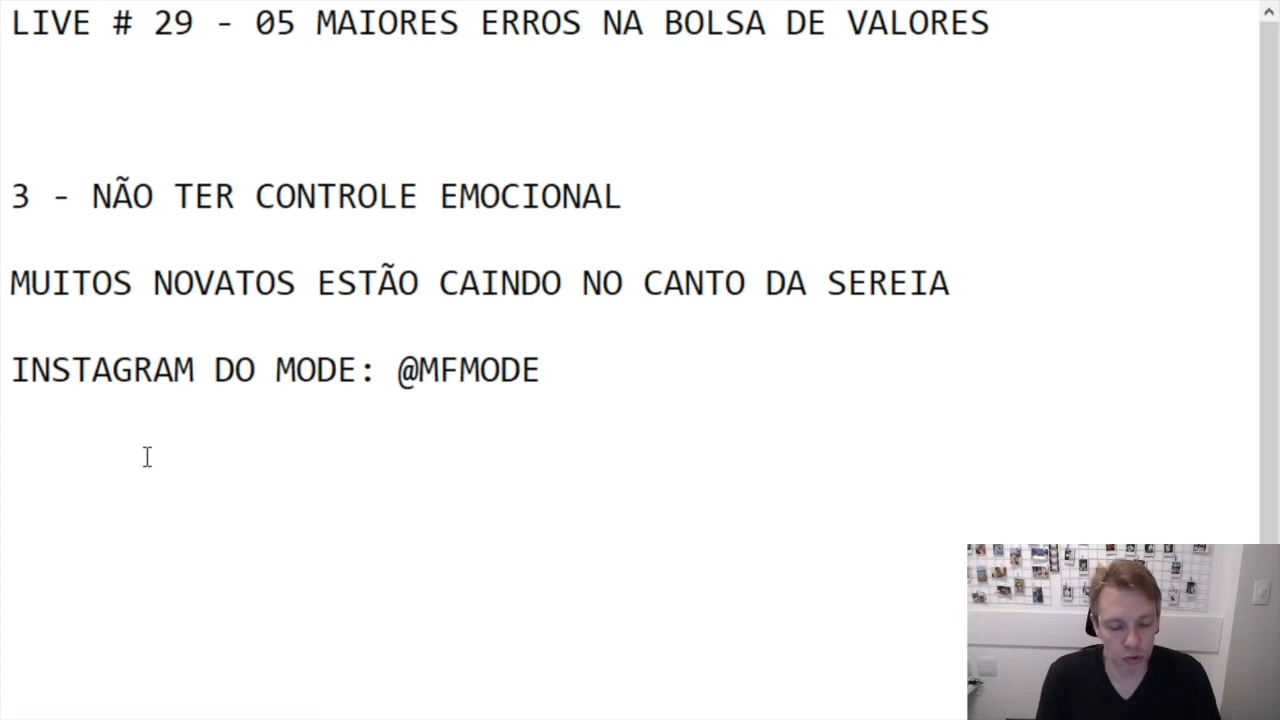 LIVE # 29 - 05 MAIORES ERROS NA BOLSA DE VALORES
3 - NÃO TER CONTROLE EMOCIONAL
MUITOS NOVATOS ESTÃO CAINDO NO CANTO DA SEREIA
INSTAGRAM DO MODE: @MFMODE